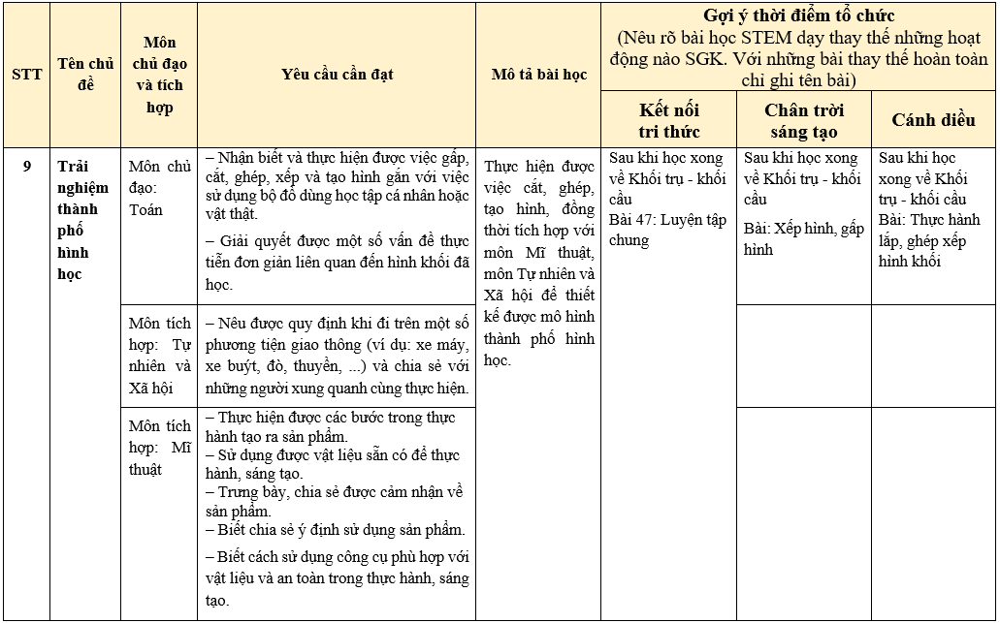 STT
Tên chủ
đề
Môn
chủ đạo
và tích
hợp
Yêu cầu cần đạt
Mô tả bài học
Gợi ý thời điểm tổ chức
(Nêu rõ bài học STEM dạy thay thế những hoạt
động nào SGK. Với những bài thay thế hoàn toàn
chỉ ghi tên bài)
Kết nối
tri thức
Chân trời
sáng tạo
Cánh diều
9
Trải
nghiệm
thành
phố
hình
học
Môn chủ
đạo:
Toán
– Nhận biết và thực hiện được việc gấp,
cắt, ghép, xếp và tạo hình gắn với việc
sử dụng bộ đồ dùng học tập cá nhân hoặc
vật thật.
– Giải quyết được một số vấn đề thực
tiễn đơn giản liên quan đến hình khối đã
học.
Thực hiện được
việc cắt, ghép,
tạo hình, đồng
thời tích hợp với
môn Mĩ thuật,
môn Tự nhiên và
Xã hội để thiết
kế được mô hình
thành phố hình
học.
Sau khi học xong
về Khối trụ - khối
cầu
Bài 47: Luyện tập
chung
Sau khi học xong
về Khối trụ - khối
cầu
Bài: Xếp hình, gấp
hình
Sau khi học
xong về Khối
trụ - khối cầu
Bài: Thực hành
lắp, ghép xếp
hình khối
Môn tích
hợp: Tự
nhiên và
Xã hội
– Nêu được quy định khi đi trên một số
phương tiện giao thông (ví dụ: xe máy,
xe buýt, đò, thuyền, ...) và chia sẻ với
những người xung quanh cùng thực hiện.
Môn tích
hợp: Mĩ
thuật
– Thực hiện được các bước trong thực
hành tạo ra sản phẩm.
– Sử dụng được vật liệu sẵn có để thực
hành, sáng tạo.
– Trưng bày, chia sẻ được cảm nhận về
sản phẩm.
– Biết chia sẻ ý định sử dụng sản phẩm.
– Biết cách sử dụng công cụ phù hợp với
vật liệu và an toàn trong thực hành, sáng
tạo.